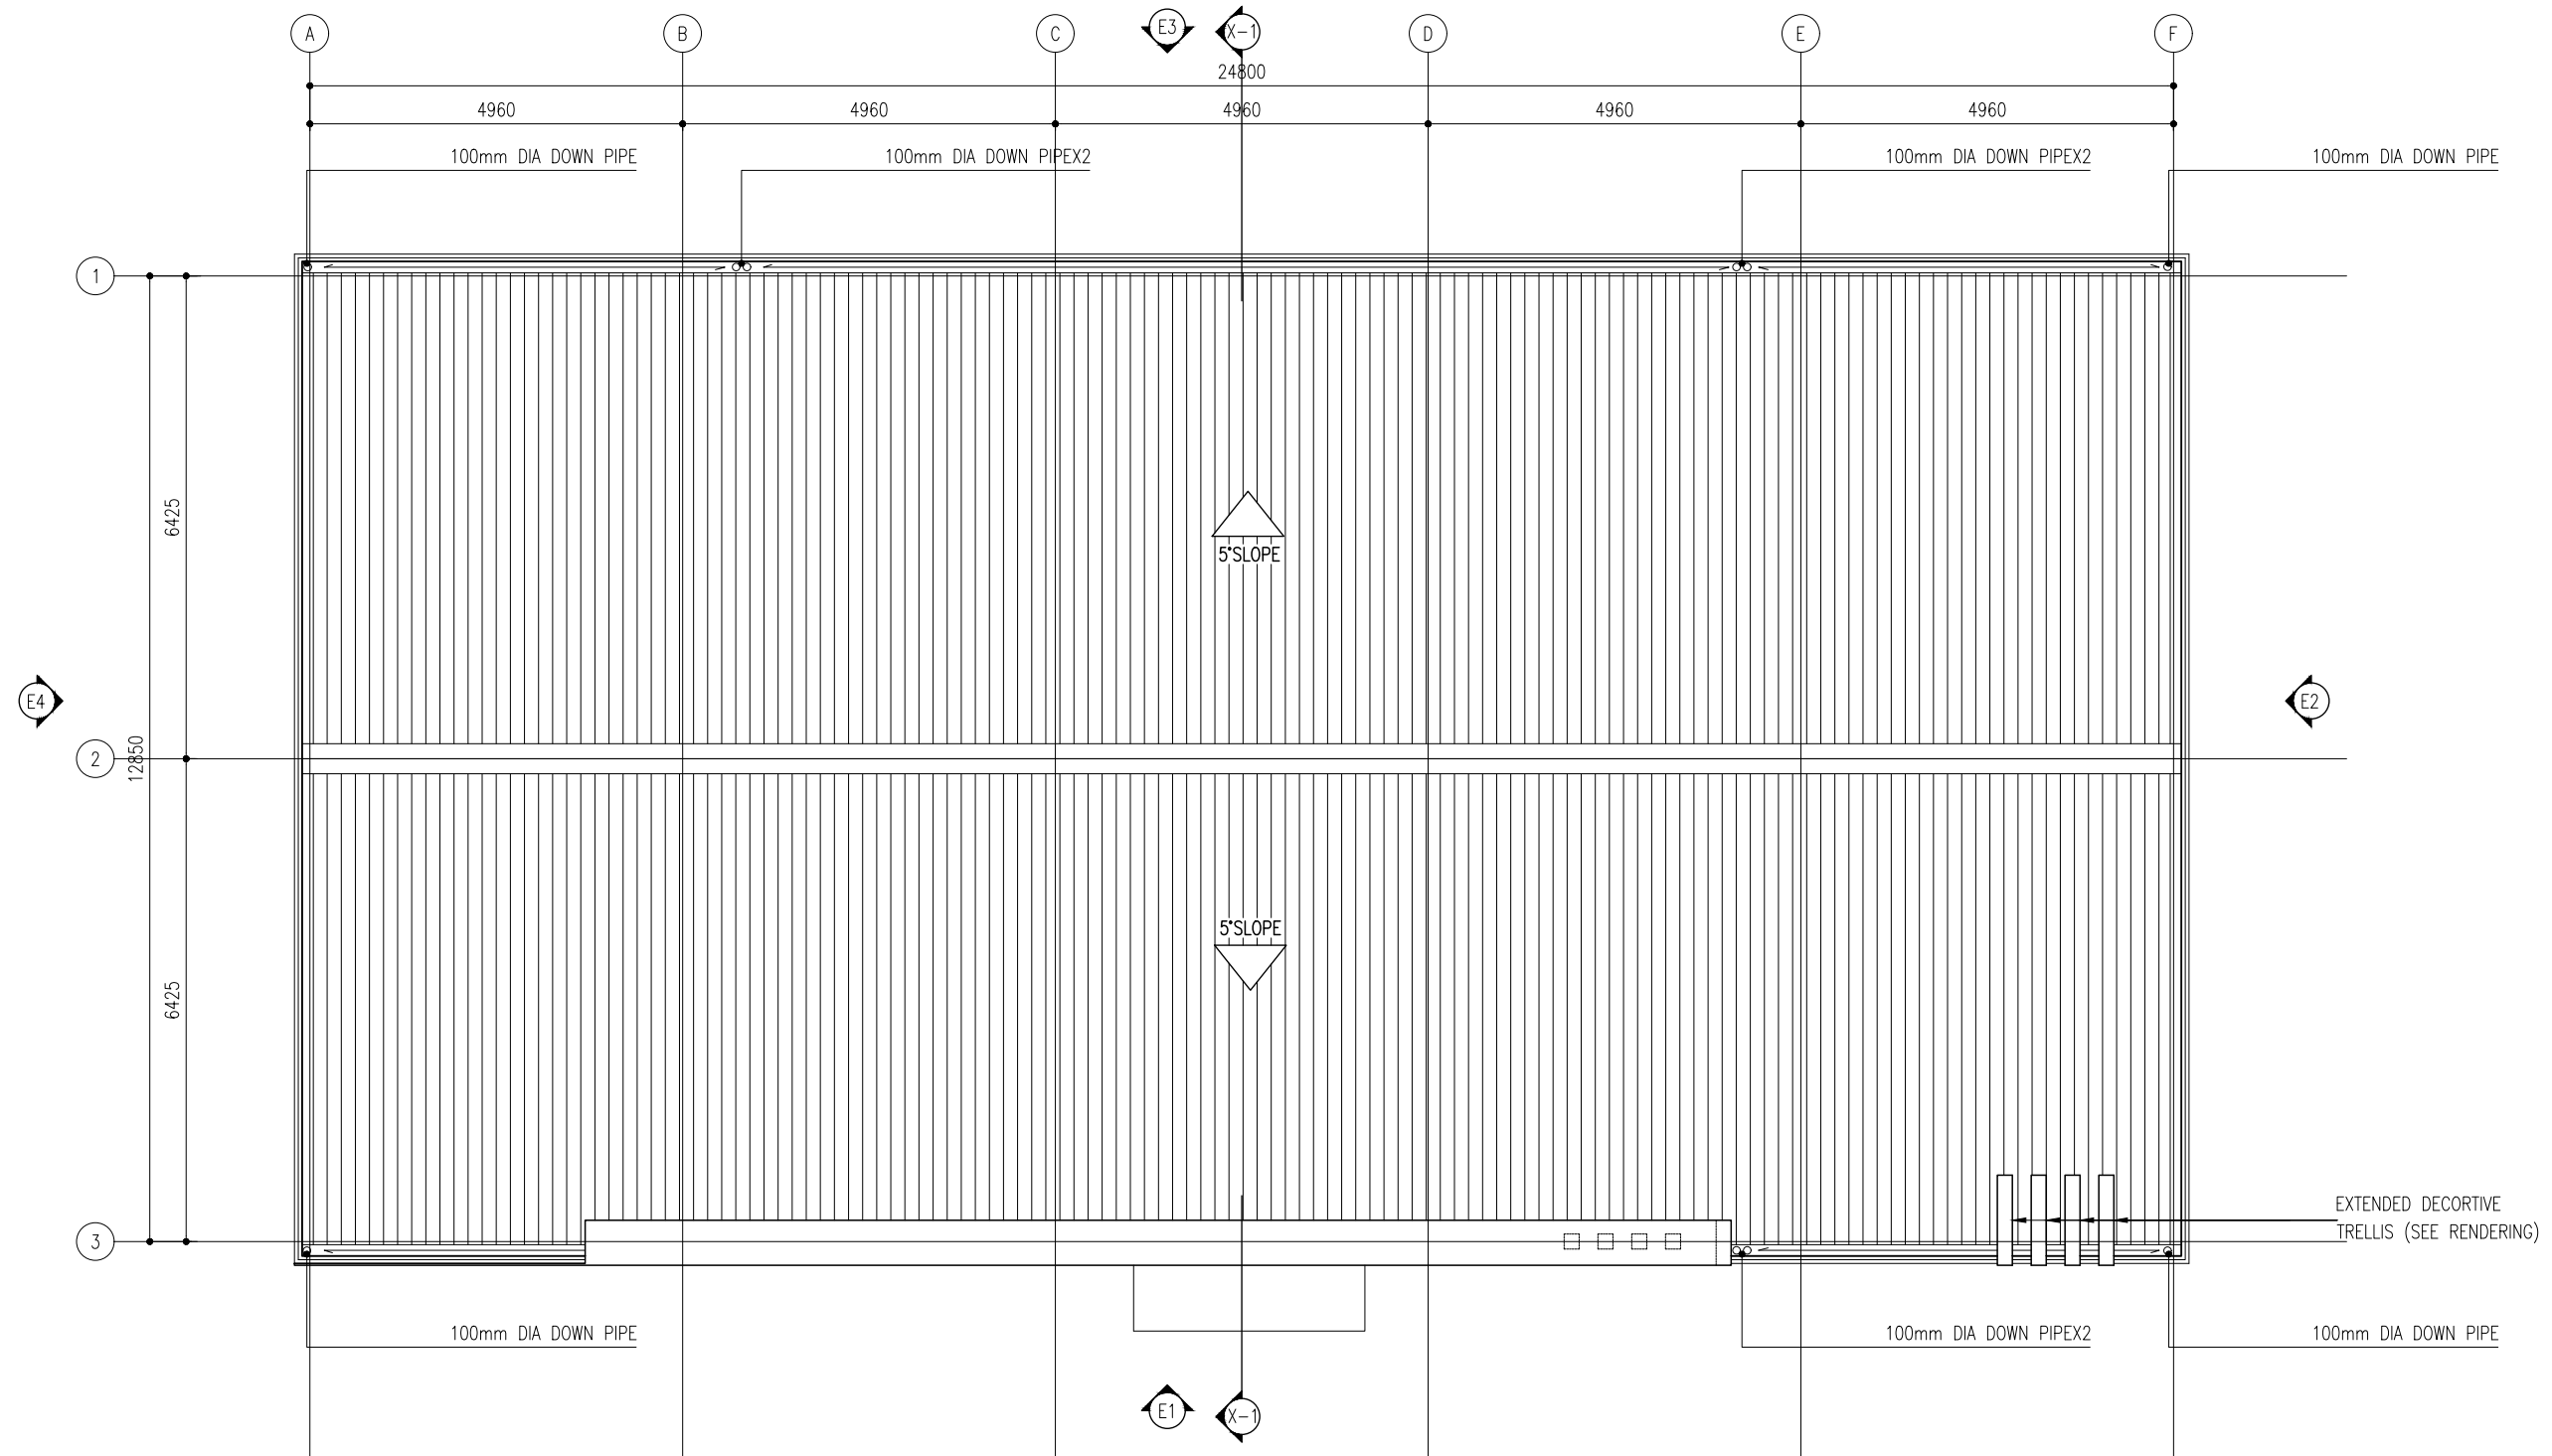 A
B
C
E3
X-1
D
E
F
24800
4960
4960
4960
4960
4960
100mm DIA DOWN PIPE
100mm DIA DOWN PIPEX2
100mm DIA DOWN PIPEX2
100mm DIA DOWN PIPE
1
6425
5°SLOPE
E4
E2
2
12850
5°SLOPE
6425
EXTENDED DECORTIVE
TRELLIS (SEE RENDERING)
3
100mm DIA DOWN PIPE
100mm DIA DOWN PIPEX2
100mm DIA DOWN PIPE
E1
X-1